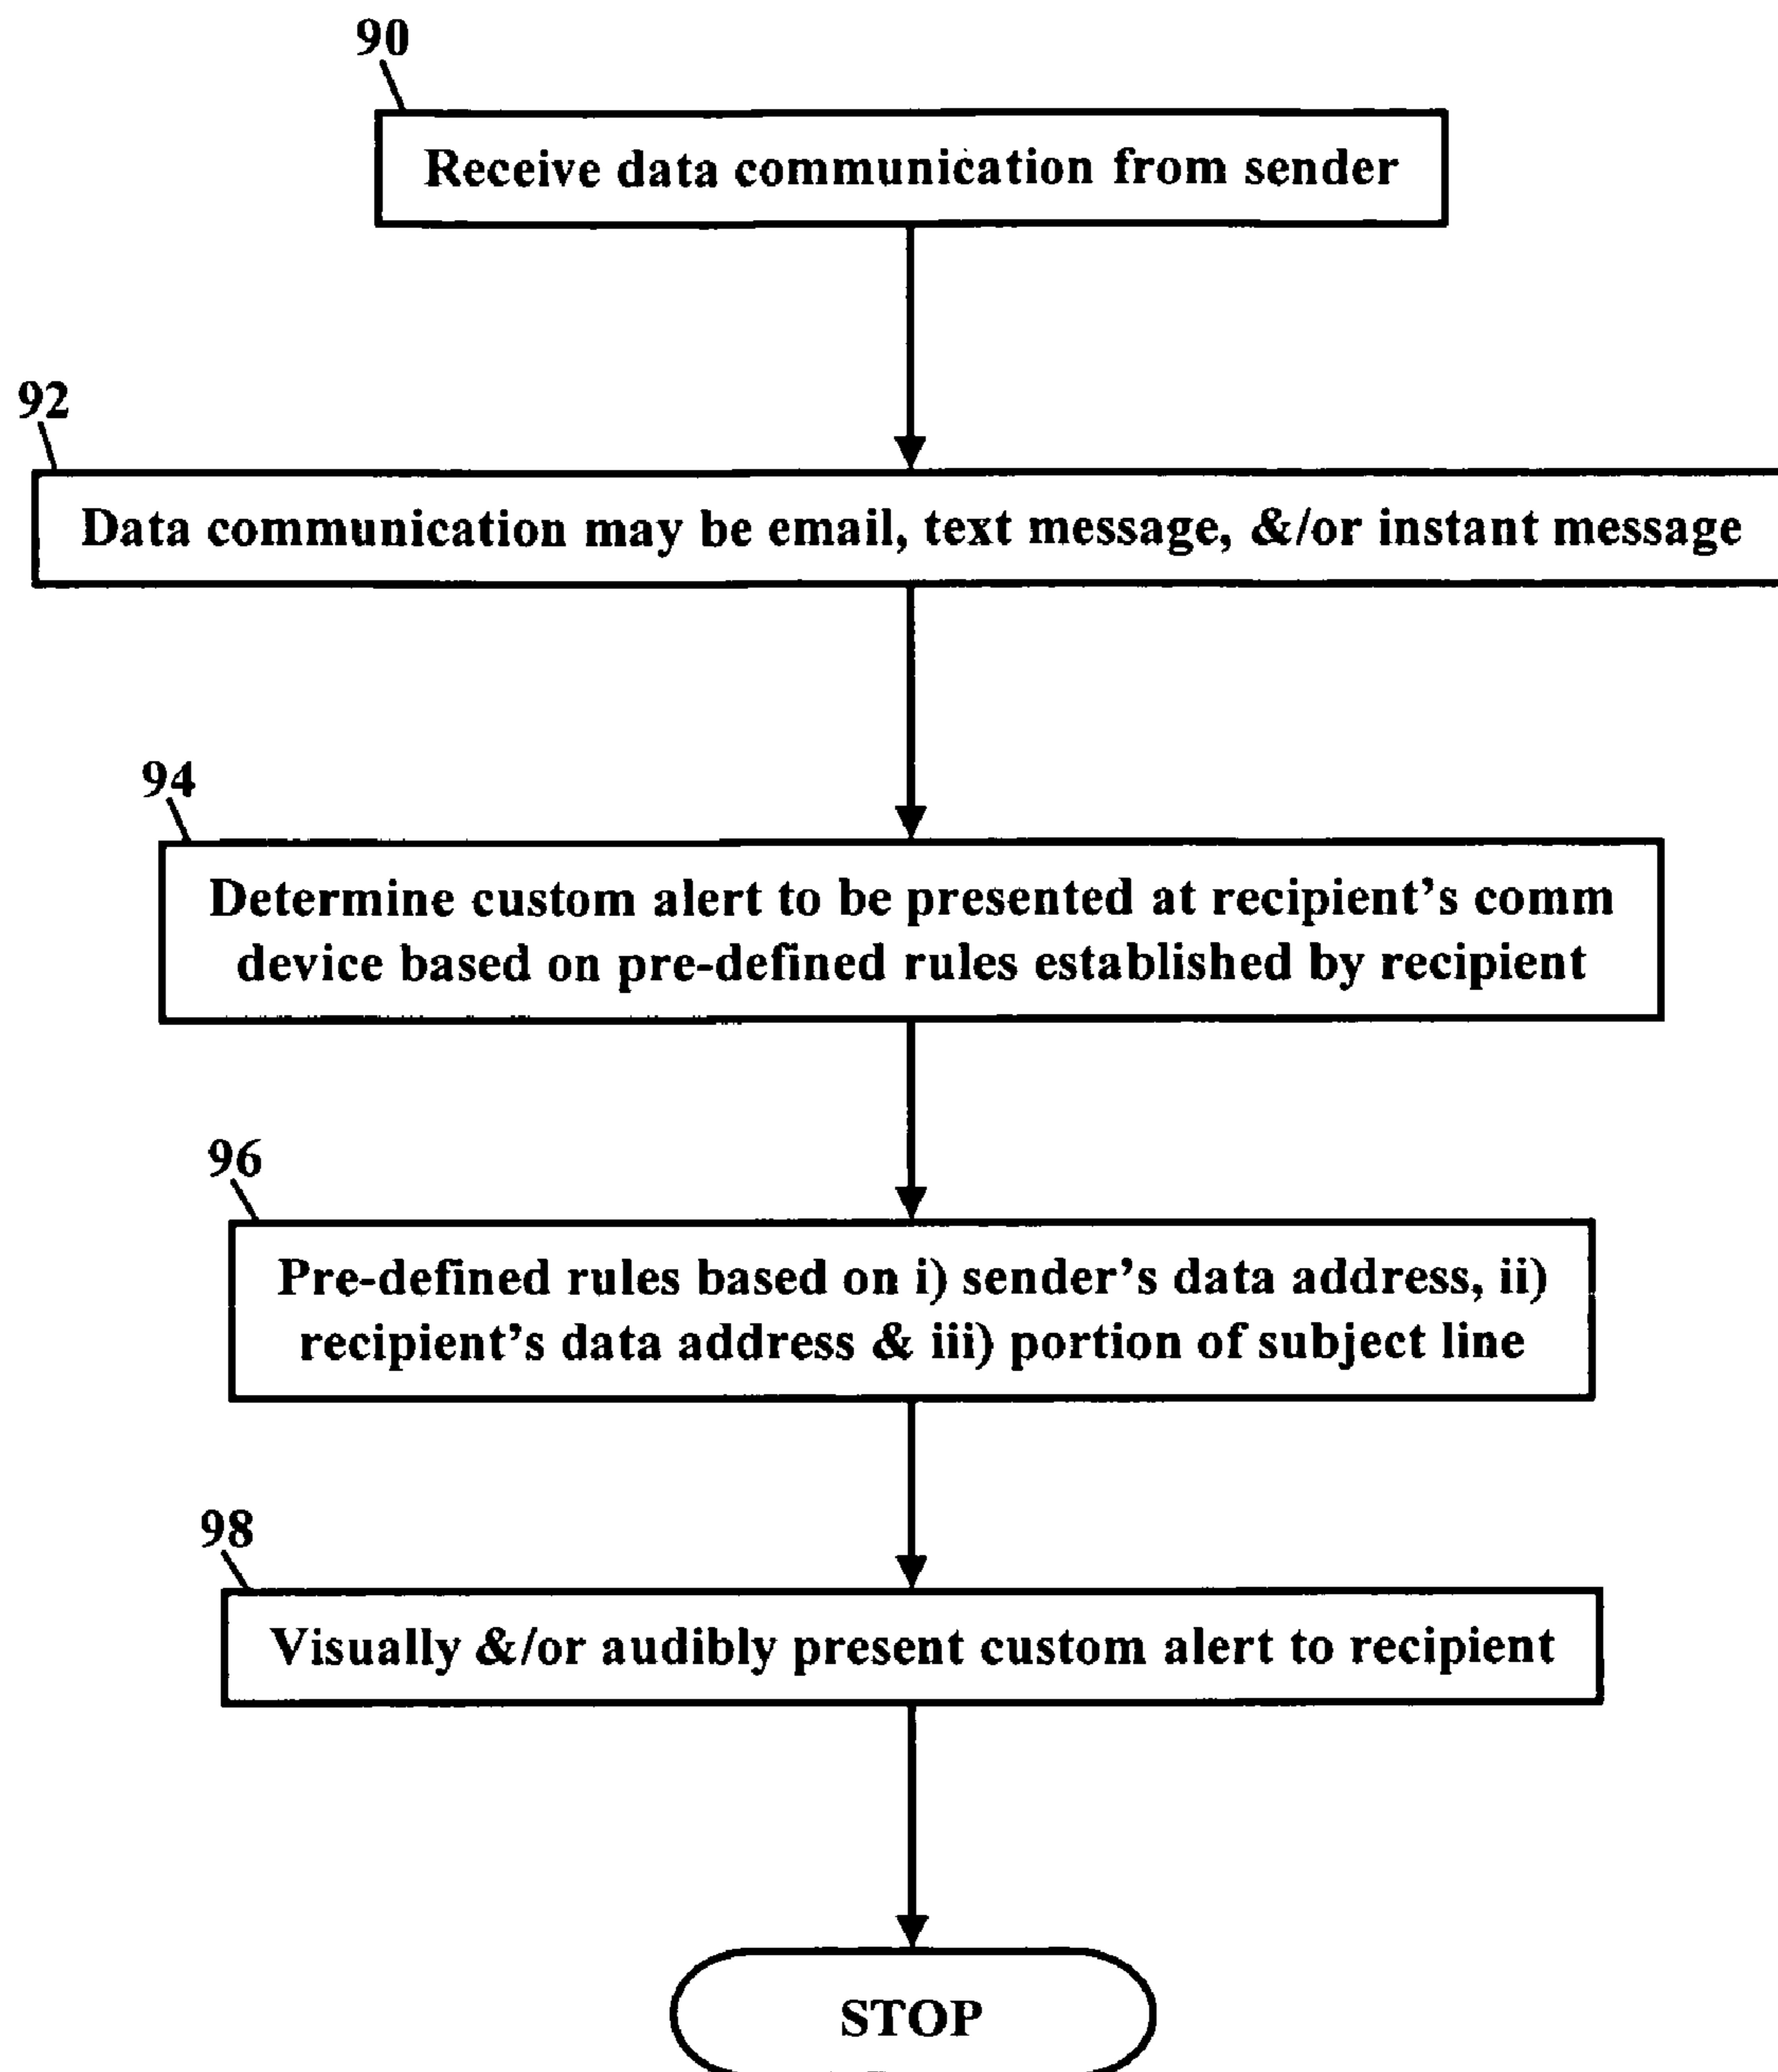 90
Receive data communication from sender
92
Data communication may be email, text message, &/or instant message
94
Determine custom alert to be presented at recipient's comm
device based on pre-defined rules established by recipient
96
Pre-defined rules based on i) sender's data address, ii)
recipient's data address & iii) portion of subject line
98
Visually &/or audibly present custom alert to recipient
STOP